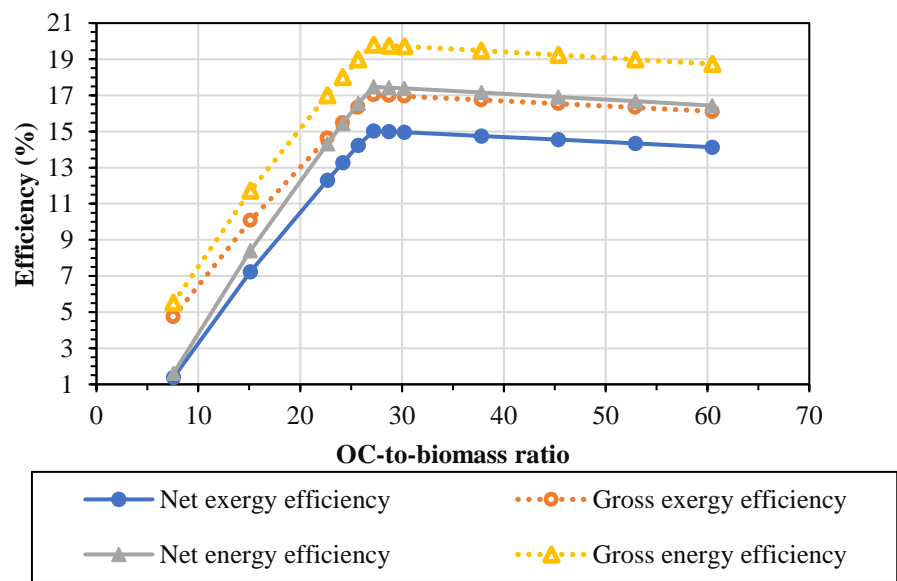 21
19
17
15
13
11
9
7
5
3
1
Efficiency (%)
0 10 20 30 40 50 60 70
OC-to-biomass ratio
Net exergy efficiency Gross exergy efficiency
Net energy efficiency Gross energy efficiency